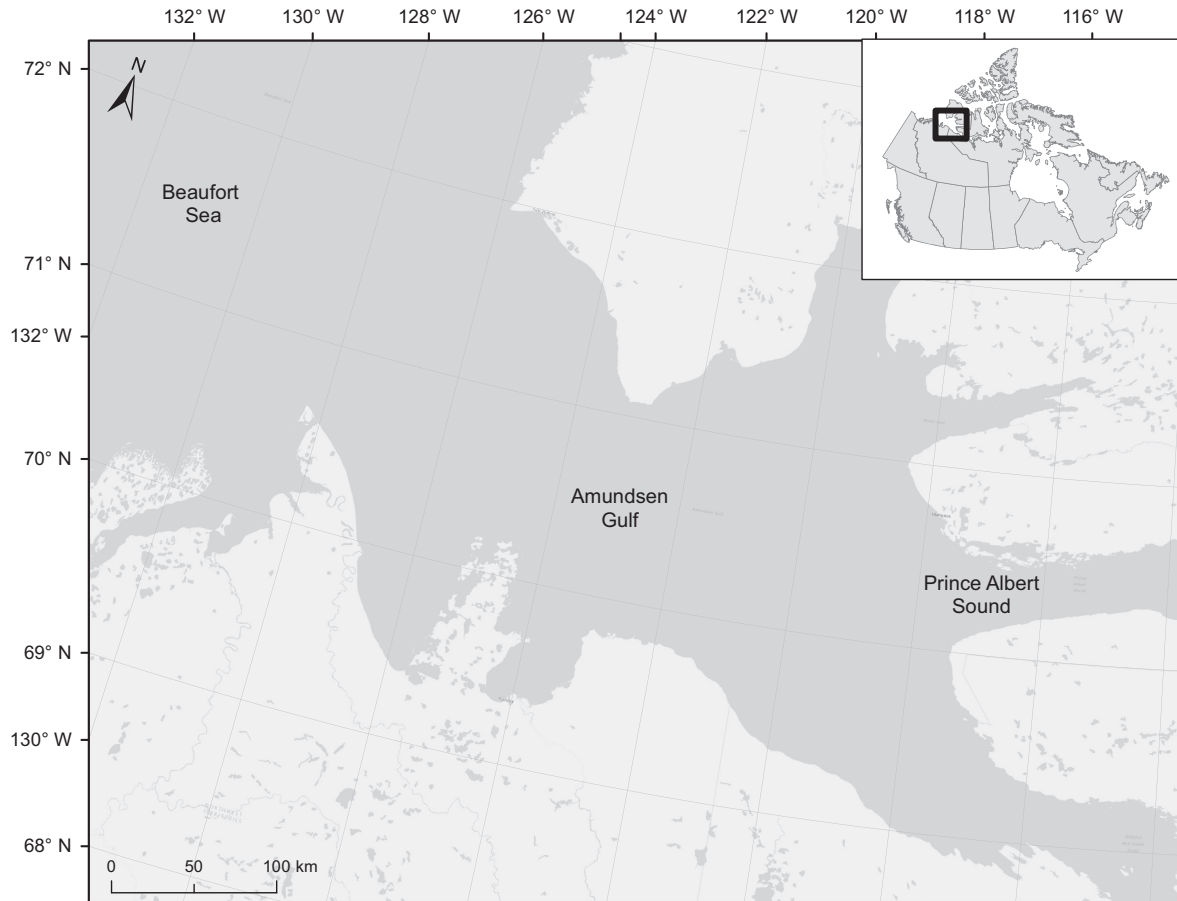 132° W
130° W
128° W
126° W
124° W
122° W
120° W
118° W
116° W
72° N
N
Beaufort
Sea
71° N
132° W
70° N
Amundsen
Gulf
Prince Albert
Sound
69° N
130° W
68° N
0
50
100 km